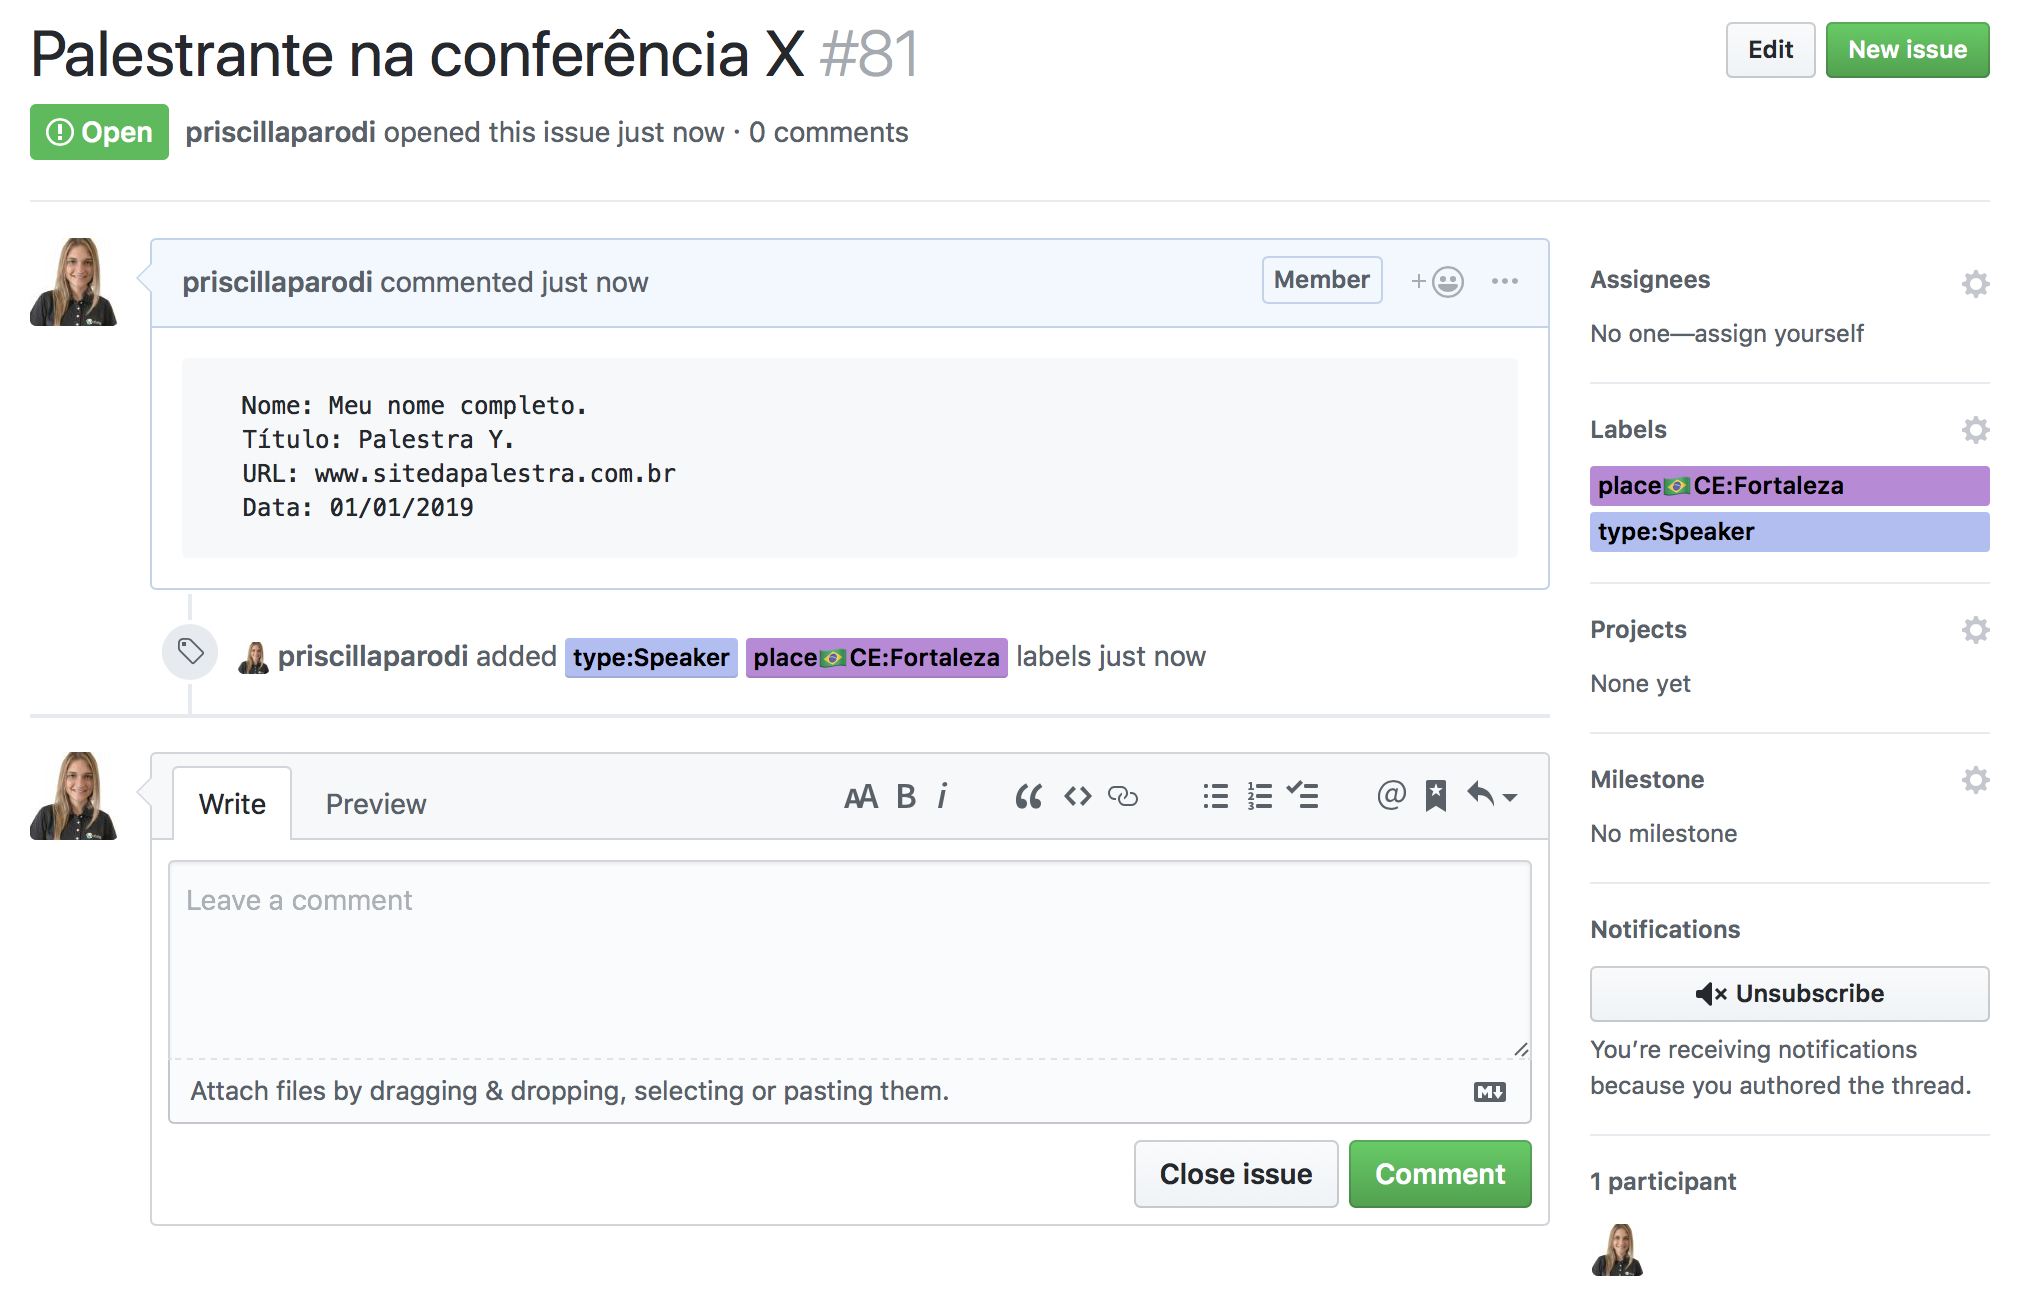 Palestrante na conferência X #81
Edit
New issue
Open
priscillaparodi opened this issue just now · 0 comments
priscillaparodi commented just now
Member
Nome: Meu nome completo.
Título: Palestra Y.
URL: www.sitedapalestra.com.br
Data: 01/01/2019
priscillaparodi added type:Speaker place🇧🇷CE:Fortaleza labels just now
Write
Preview
Leave a comment
Attach files by dragging & dropping, selecting or pasting them.
Close issue
Comment
Assignees
No one—assign yourself
Labels
place🇧🇷CE:Fortaleza
type:Speaker
Projects
None yet
Milestone
No milestone
Notifications
Unsubscribe
You’re receiving notifications
because you authored the thread.
1 participant